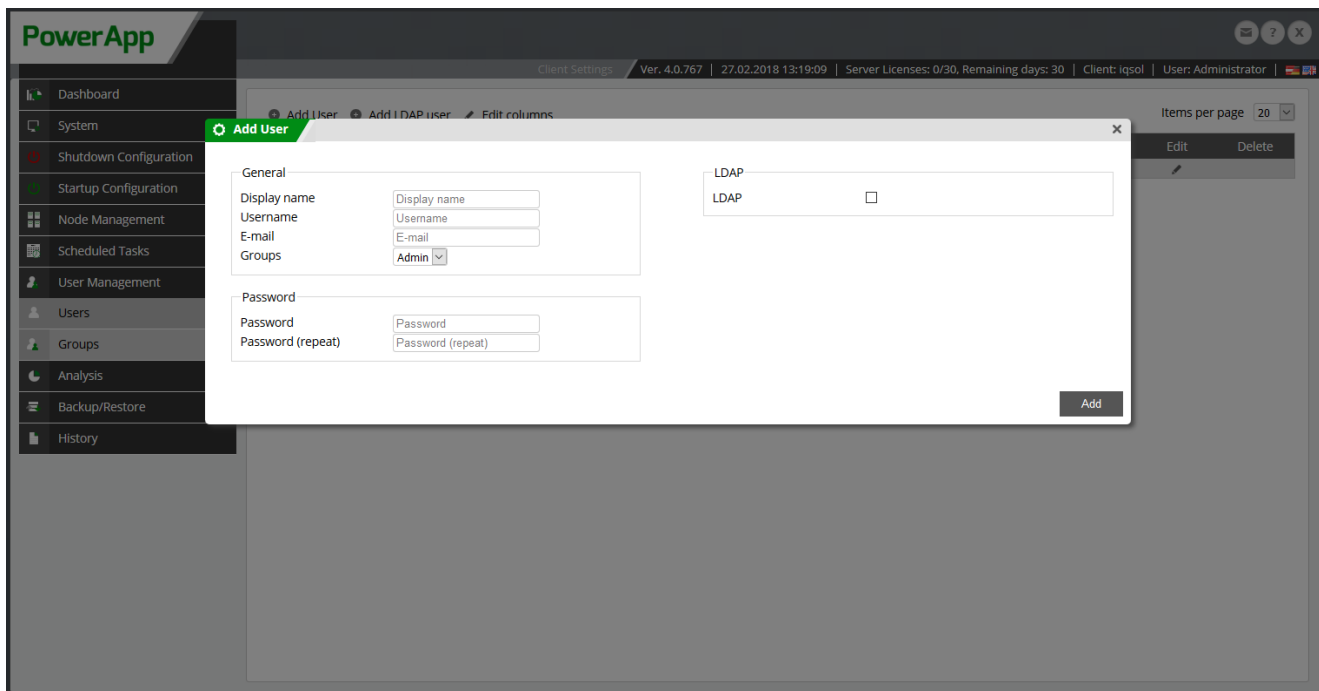 PowerApp
? X
Client Settings Ver. 4.0.767 | 27.02.2018 13:19:09 | Server Licenses: 0/30, Remaining days: 30 | Client: iqsol | User: Administrator |
Dashboard
System
Shutdown Configuration
Startup Configuration
Node Management
Scheduled Tasks
User Management
Users
Groups
Analysis
Backup/Restore
History
Add User Add LDAP user Edit columns
Items per page 20
Edit Delete
Add User
General
Display name Display name
Username Username
E-mail E-mail
Groups Admin
Password
Password Password
Password (repeat) Password (repeat)
LDAP
LDAP
Add